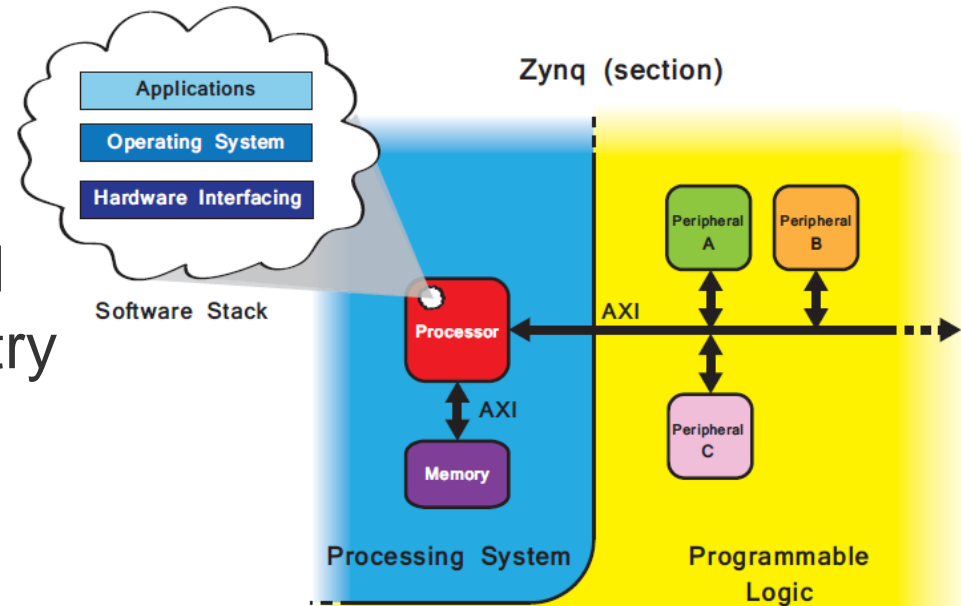 Zynq (section)
Applications
Operating System
Hardware Interfacing
Software Stack
try
Processor
AXI
Memory
Processing System
AXI
Peripheral
A
Peripheral
B
Peripheral
C
Programmable
Logic